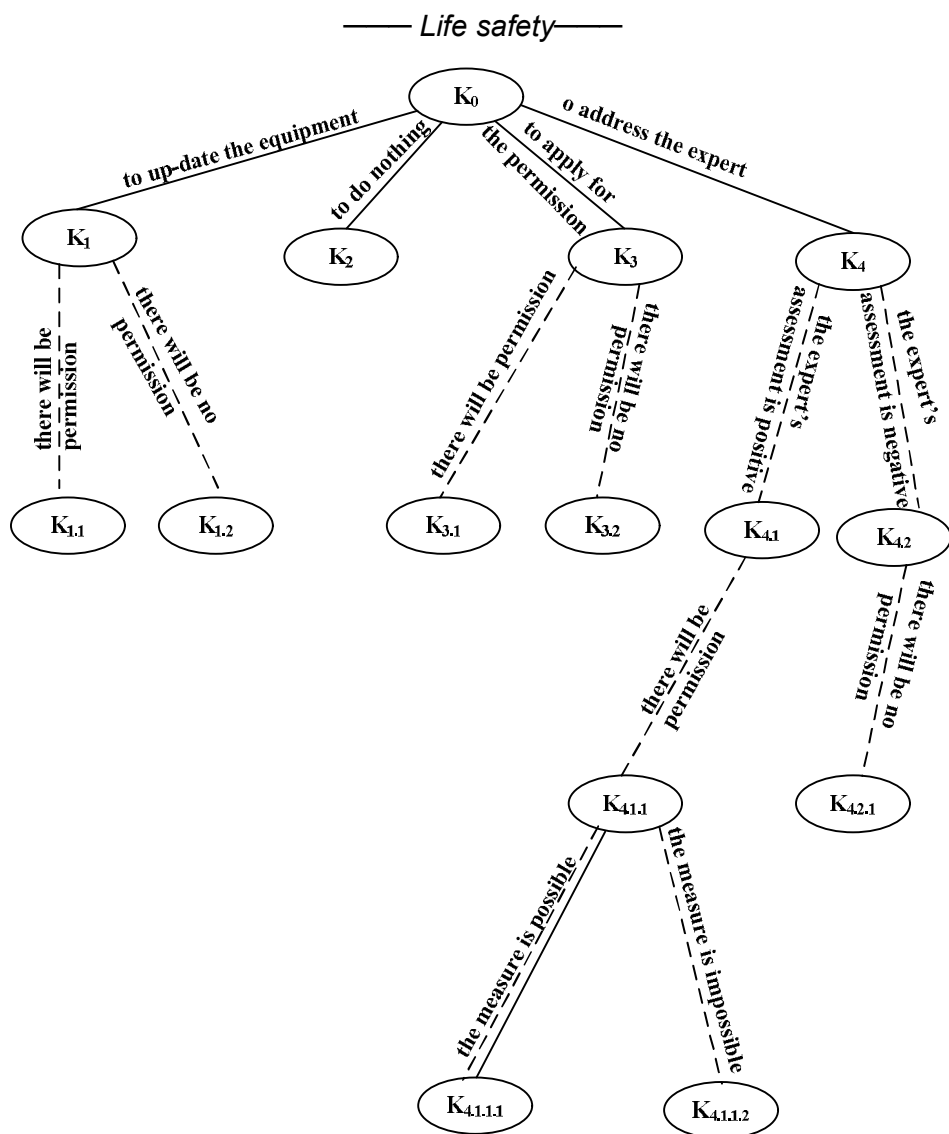 Life safety
K0
to up-date the equipment
to do nothing
to apply for
the permission
o address the expert
K1
K2
K3
K4
there will be
permission
there will be no
permission
there will be permission
there will be no
permission
the expert's
assessment is positive
the expert's
assessment is negative
K1.1
K1.2
K3.1
K3.2
K4.1
K4.2
there will be
permission
there will be no
permission
K4.1.1
K4.2.1
the measure is possible
the measure is impossible
K4.1.1.1
K4.1.1.2